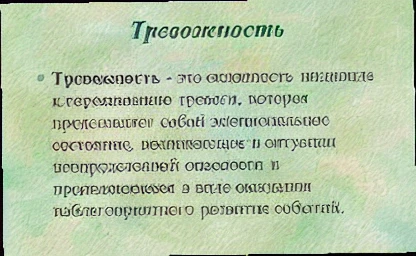 Тревожность
Тревожность - это склонность индивида
к переживанию тревоги, которая
представляет собой эмоциональное
состояние, возникающее в ситуации
неопределенной опасности и
проявляющееся в виде ожидания
неблагоприятного развития событий.